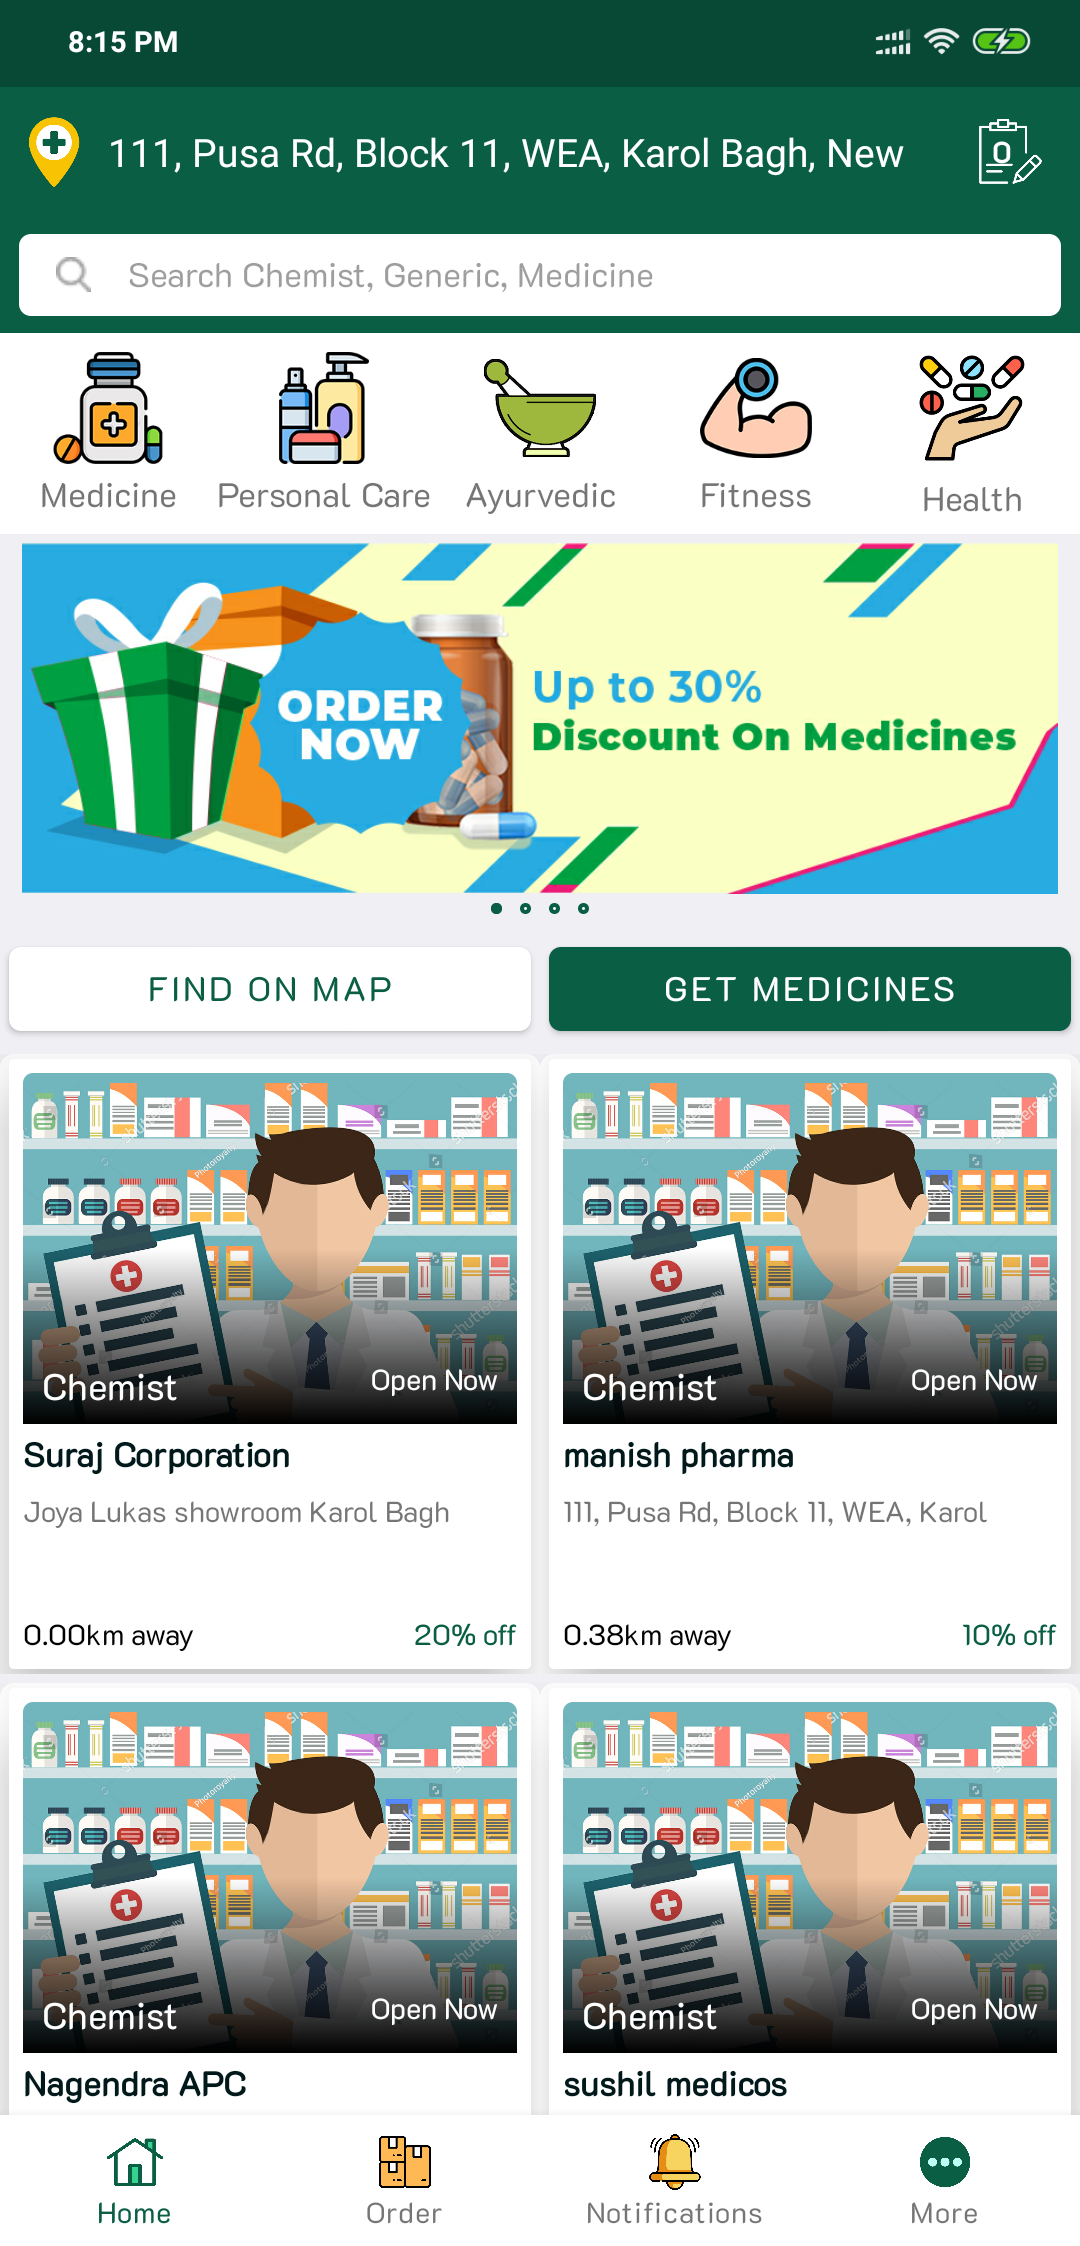 8:15 PM
111, Pusa Rd, Block 11, WEA, Karol Bagh, New
0
Search Chemist, Generic, Medicine
Medicine
Personal Care
Ayurvedic
Fitness
Health
ORDER
NOW
Up to 30%
Discount On Medicines
FIND ON MAP
GET MEDICINES
Chemist
Open Now
Suraj Corporation
Joya Lukas showroom Karol Bagh
0.00km away
20% off
Chemist
Open Now
manish pharma
111, Pusa Rd, Block 11, WEA, Karol
0.38km away
10% off
Chemist
Open Now
Nagendra APC
Chemist
Open Now
sushil medicos
Home
Order
Notifications
More